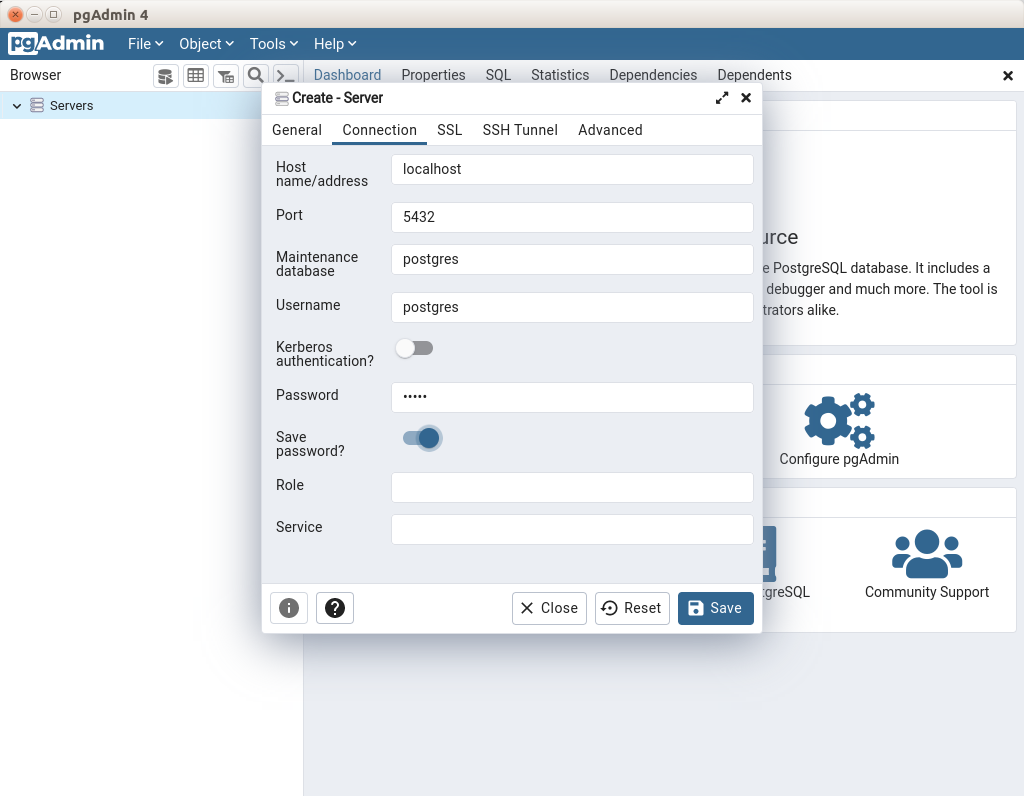 pgAdmin 4
pgAdmin File Object Tools Help
Browser Dashboard Properties SQL Statistics Dependencies Dependents
Servers
Create - Server
General Connection SSL SSH Tunnel Advanced
Host name/address localhost
Port 5432
Maintenance database postgres
Username postgres
Kerberos authentication?
Password •••••
Save password?
Role
Service
Close Reset Save
PostgreSQL database. It includes a
debugger and much more. The tool is
alike.
Configure pgAdmin
Community Support